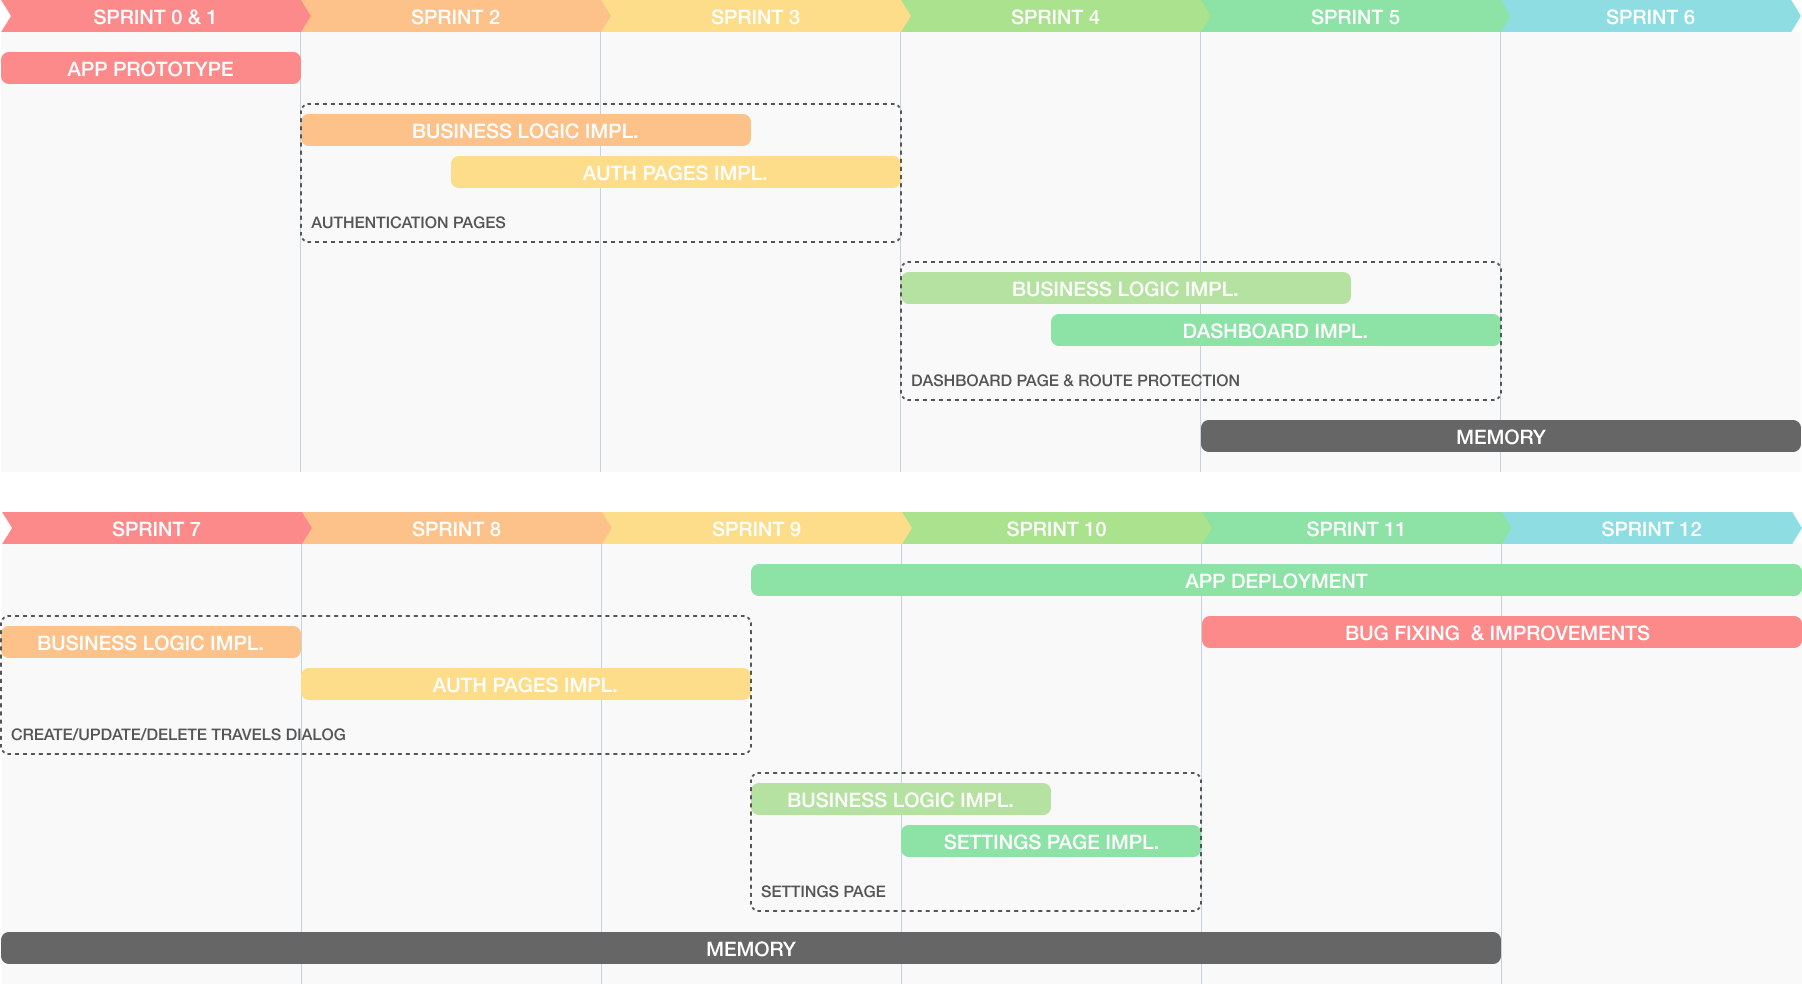 SPRINT 0 & 1
SPRINT 2
SPRINT 3
SPRINT 4
SPRINT 5
SPRINT 6
APP PROTOTYPE
BUSINESS LOGIC IMPL.
AUTH PAGES IMPL.
AUTHENTICATION PAGES
BUSINESS LOGIC IMPL.
DASHBOARD IMPL.
DASHBOARD PAGE & ROUTE PROTECTION
MEMORY
SPRINT 7
SPRINT 8
SPRINT 9
SPRINT 10
SPRINT 11
SPRINT 12
APP DEPLOYMENT
BUG FIXING & IMPROVEMENTS
BUSINESS LOGIC IMPL.
AUTH PAGES IMPL.
CREATE/UPDATE/DELETE TRAVELS DIALOG
BUSINESS LOGIC IMPL.
SETTINGS PAGE IMPL.
SETTINGS PAGE
MEMORY